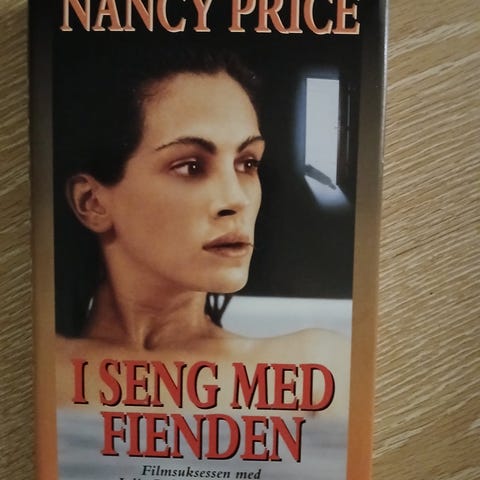 NANCY PRICE
I SENG MED
FIENDEN
Filmsuksessen med